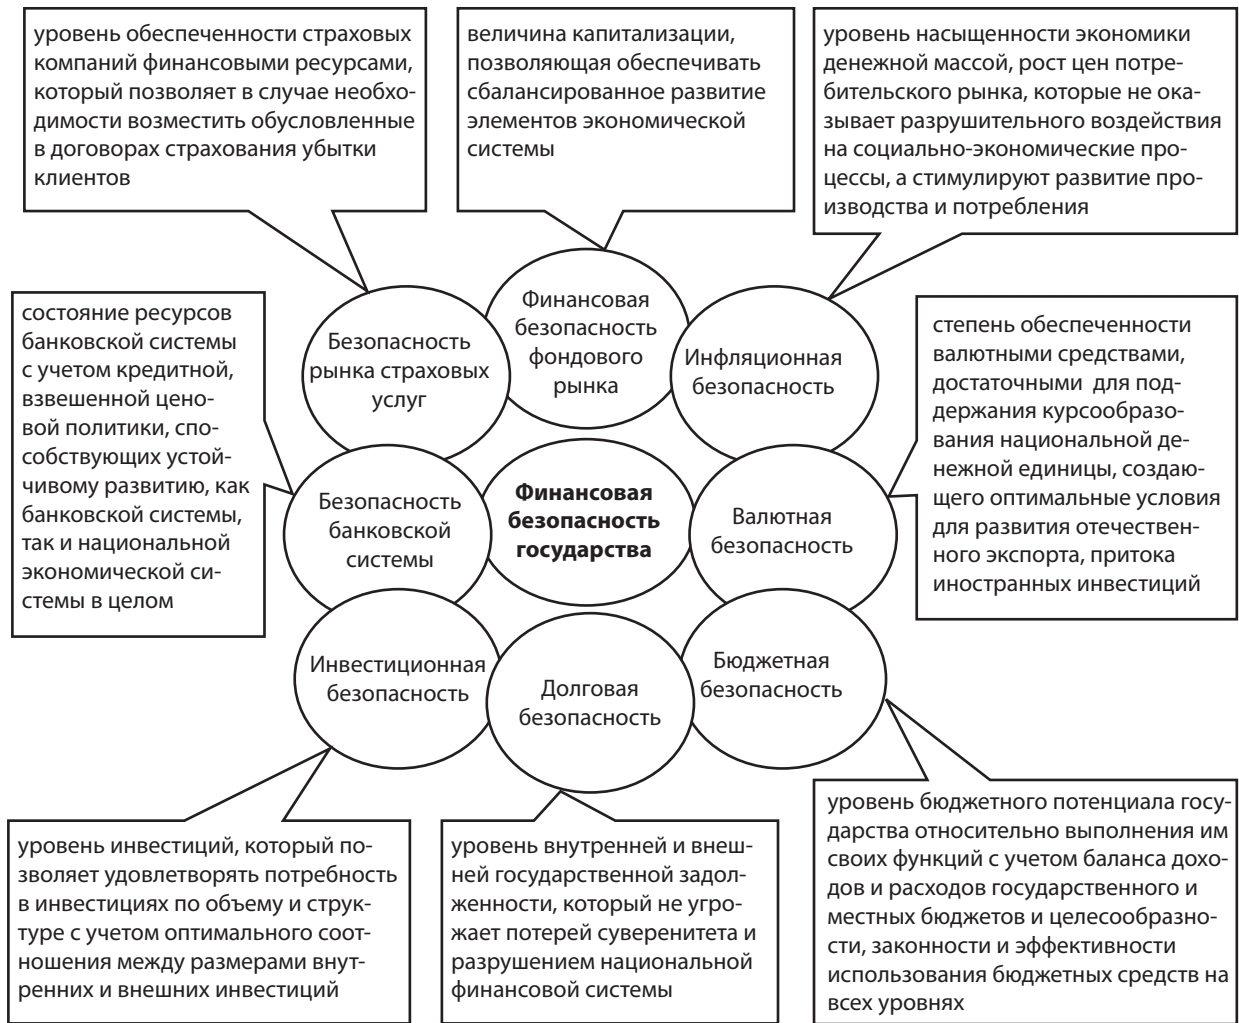 уровень обеспеченности страховых
компаний финансовыми ресурсами,
который позволяет в случае необхо-
димости возместить обусловленные
в договорах страхования убытки
клиентов
величина капитализации,
позволяющая обеспечивать
сбалансированное развитие
элементов экономической
системы
уровень насыщенности экономики
денежной массой, рост цен потре-
бительского рынка, которые не ока-
зывает разрушительного воздействия
на социально-экономические про-
цессы, а стимулируют развитие про-
изводства и потребления
Безопасность
рынка страховых
услуг
Финансовая
безопасность
фондового
рынка
Инфляционная
безопасность
состояние ресурсов
банковской системы
с учетом кредитной,
взвешенной цено-
вой политики, спо-
собствующих устой-
чивому развитию, как
банковской системы,
так и национальной
экономической си-
стемы в целом
Безопасность
банковской
системы
Финансовая
безопасность
государства
Валютная
безопасность
степень обеспеченности
валютными средствами,
достаточными для под-
держания курсообразо-
вания национальной де-
нежной единицы, создаю-
щего оптимальные условия
для развития отечествен-
ного экспорта, притока
иностранных инвестиций
Инвестиционная
безопасность
Долговая
безопасность
Бюджетная
безопасность
уровень инвестиций, который по-
зволяет удовлетворять потребность
в инвестициях по объему и струк-
туре с учетом оптимального соот-
ношения между размерами внут-
ренних и внешних инвестиций
уровень внутренней и внеш-
ней государственной задол-
женности, который не угро-
жает потерей суверенитета и
разрушением национальной
финансовой системы
уровень бюджетного потенциала госу-
дарства относительно выполнения им
своих функций с учетом баланса дохо-
дов и расходов государственного и
местных бюджетов и целесообразно-
сти, законности и эффективности
использования бюджетных средств на
всех уровнях